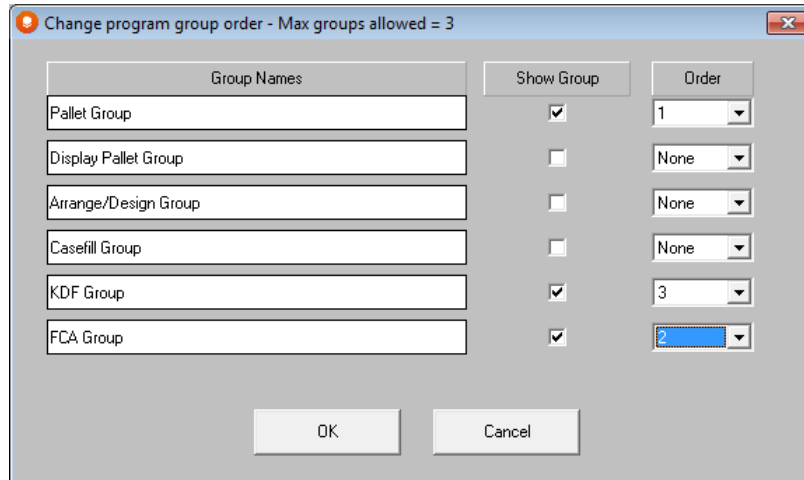 Change program group order - Max groups allowed = 3
Group Names Show Group Order
Pallet Group 1
Display Pallet Group None
Arrange/Design Group None
Casefill Group None
KDF Group 3
FCA Group 2
OK Cancel